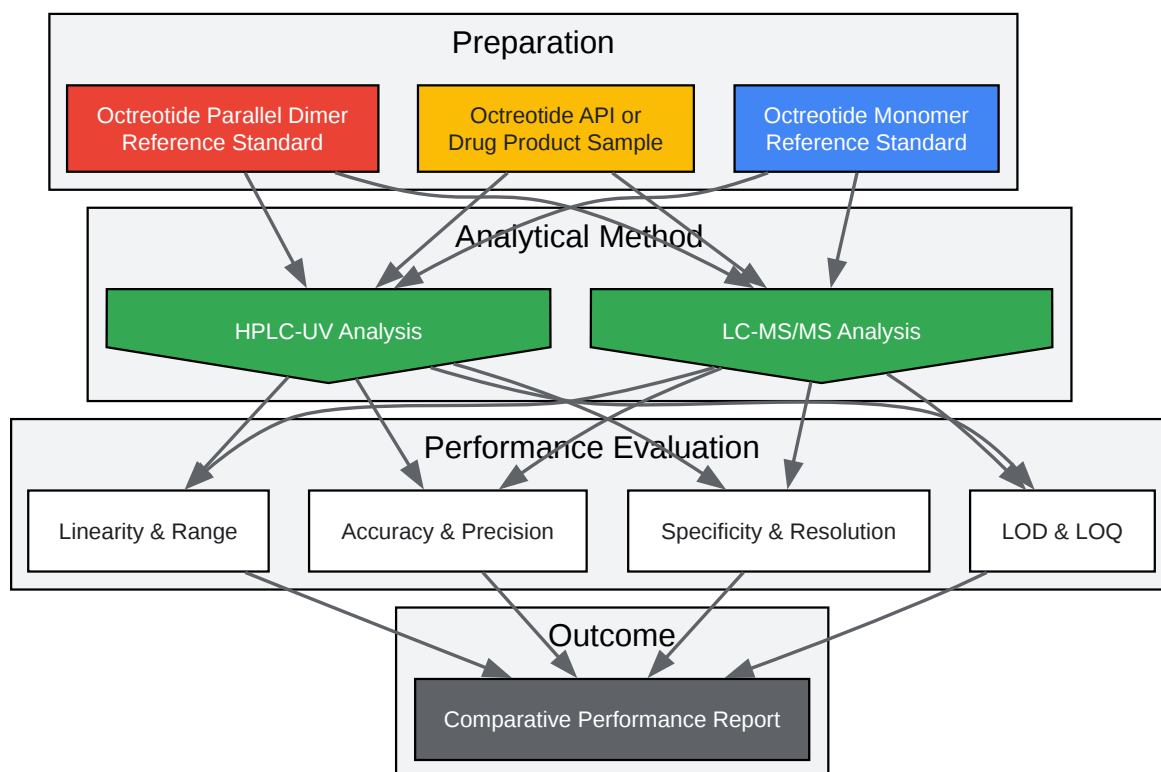 Preparation
Octreotide Parallel Dimer
Reference Standard
Octreotide API or
Drug Product Sample
Octreotide Monomer
Reference Standard
Analytical Method
HPLC-UV Analysis
LC-MS/MS Analysis
Performance Evaluation
Linearity & Range
Accuracy & Precision
Specificity & Resolution
LOD & LOQ
Outcome
Comparative Performance Report